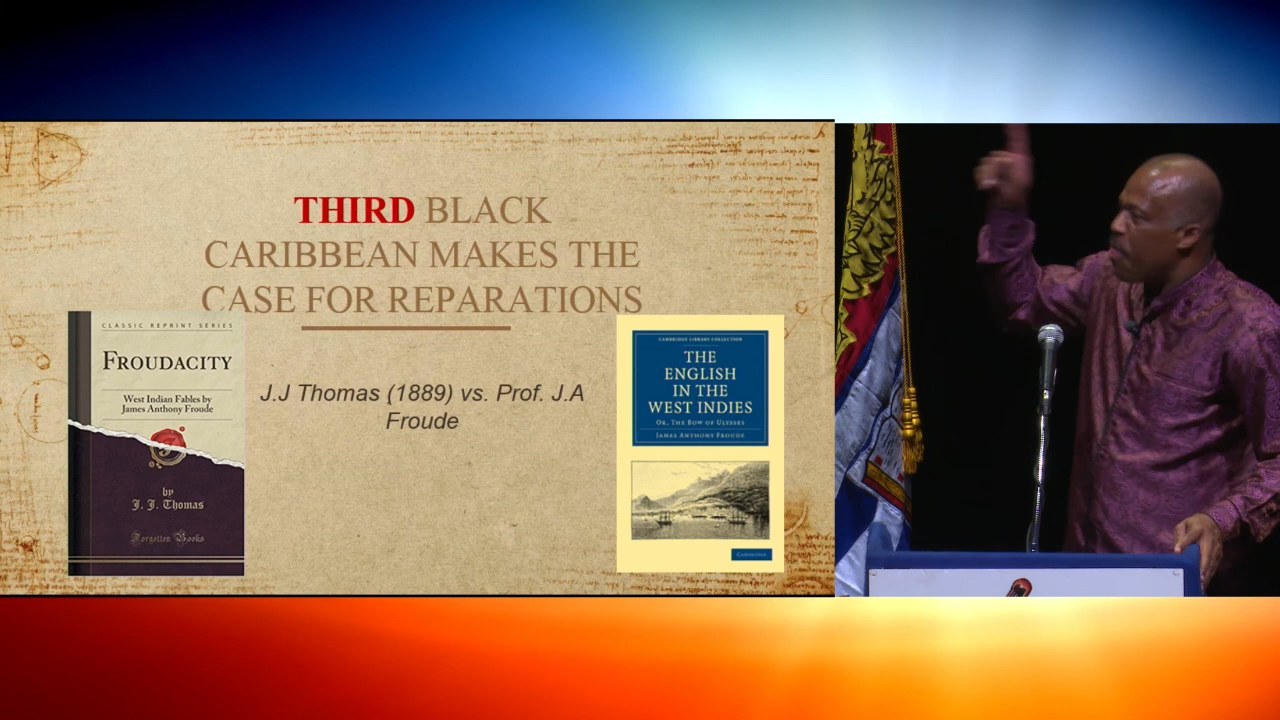 THIRD BLACK
CARIBBEAN MAKES THE
CASE FOR REPARATIONS
CLASSIC REPRINT SERIES
FROUDACITY
West Indian Fables by
James Anthony Froude
by
J. J. Thomas
Forgotten Books
J.J Thomas (1889) vs. Prof. J.A
Froude
CAMBRIDGE LIBRARY COLLECTION
THE
ENGLISH
IN THE
WEST INDIES
OR, THE BOW OF ULYSSES
JAMES ANTHONY FROUDE
CAMBRIDGE